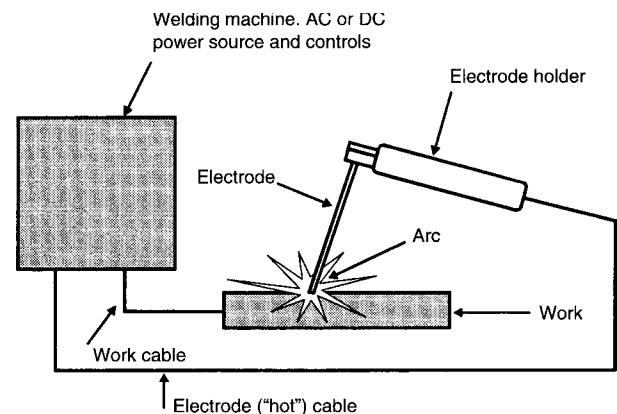 Welding machine. AC or DC
power source and controls
Electrode holder
Electrode
Arc
Work
Work cable
Electrode ("hot") cable